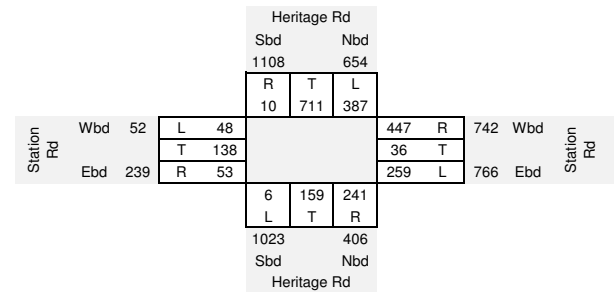 Heritage Rd
Sbd Nbd
1108 654
R T L
10 711 387
Station Rd
Wbd 52 L 48 447 R 742 Wbd
T 138 36 T
Ebd 239 R 53 259 L 766 Ebd
Station Rd
6 159 241
L T R
1023 406
Sbd Nbd
Heritage Rd